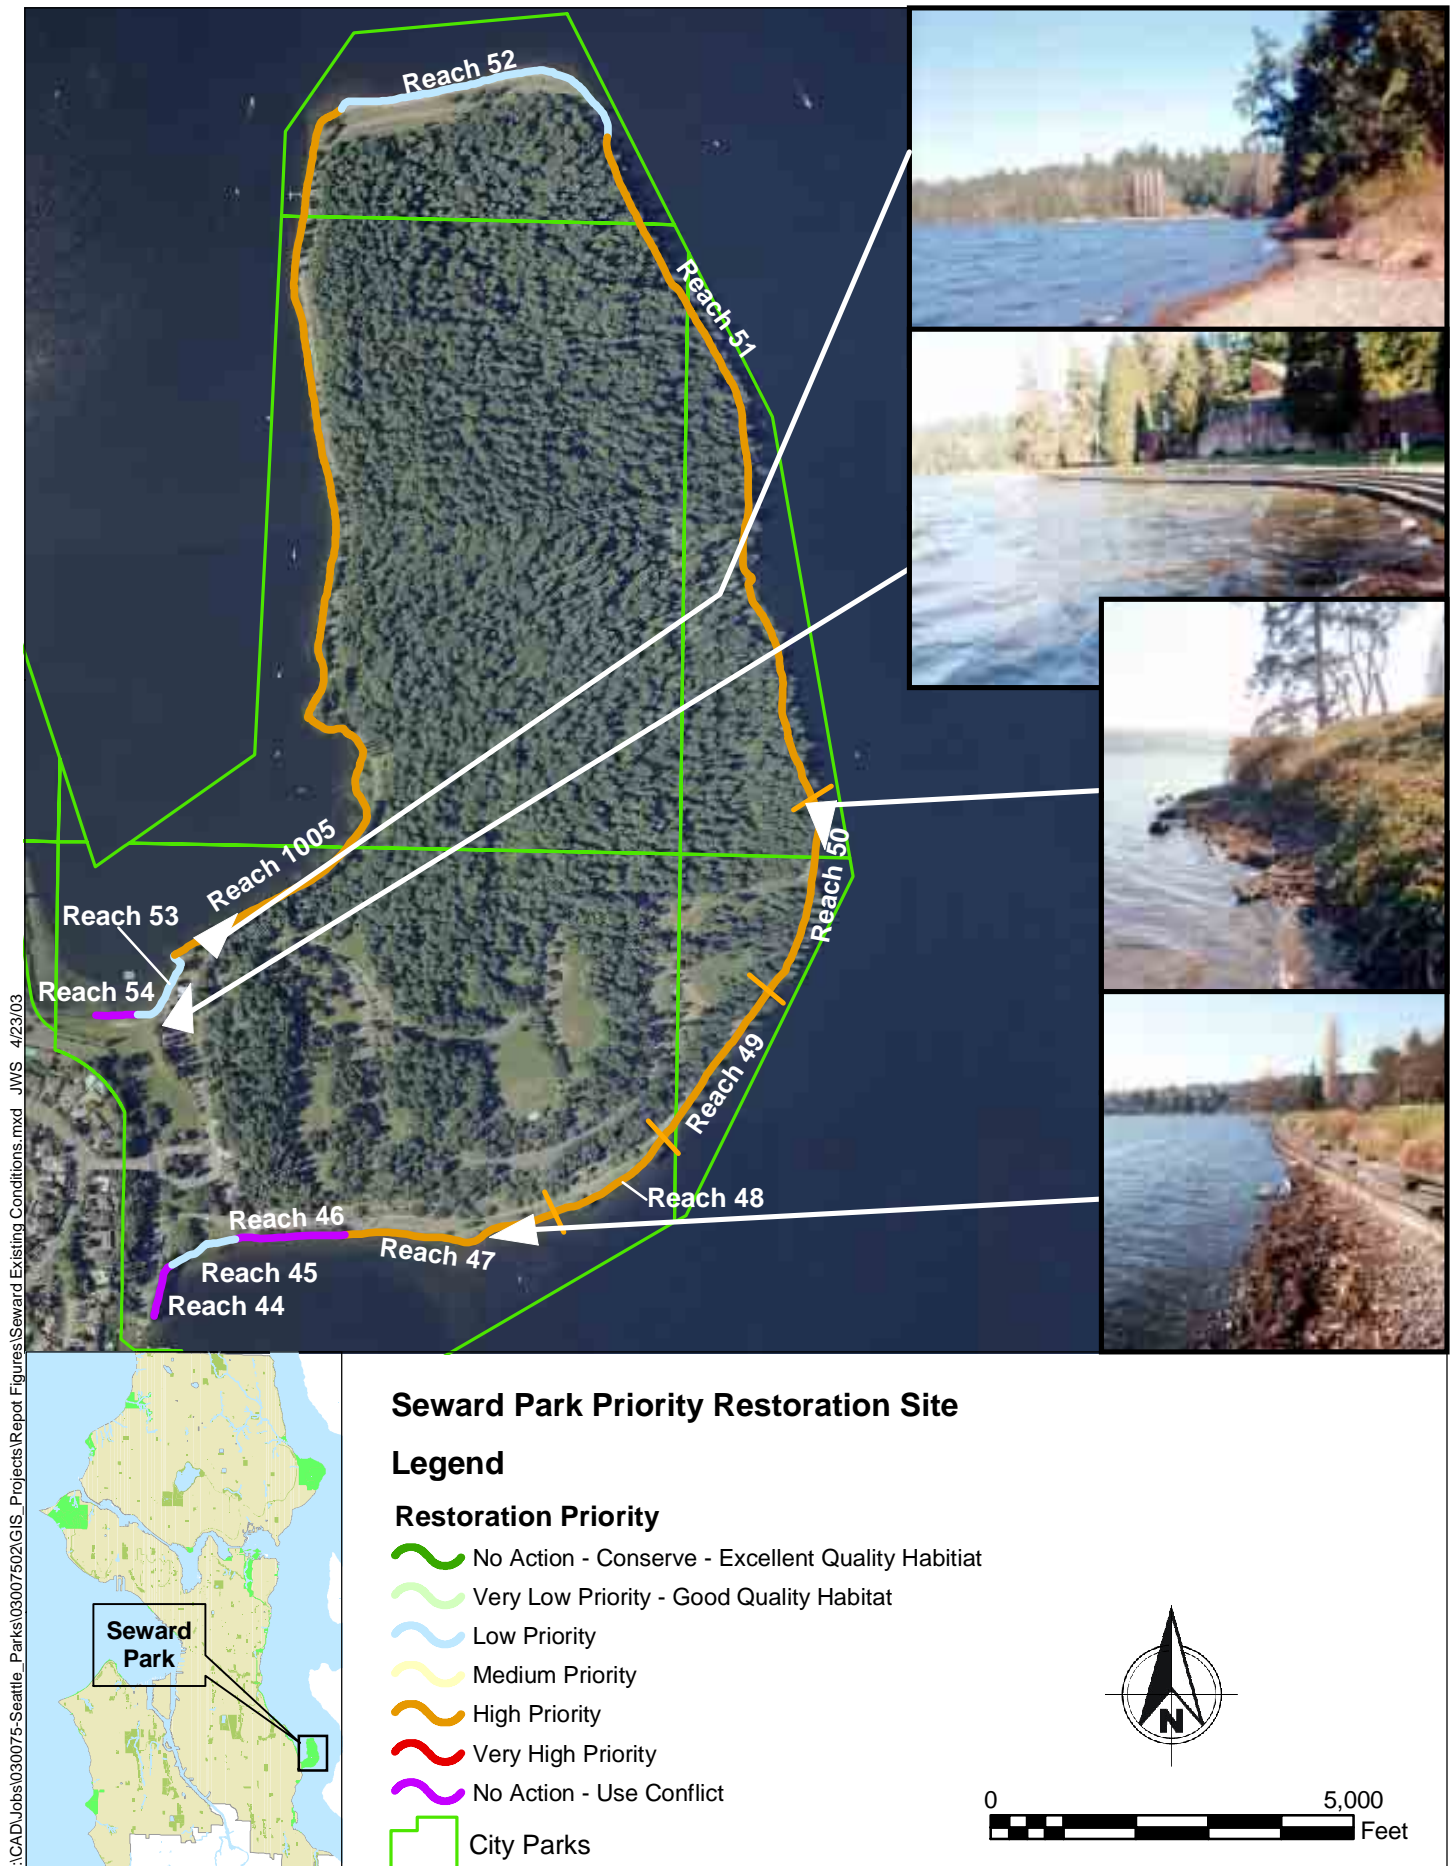 Reach 52
Reach 51
Reach 1005
Reach 53
Reach 54
Reach 50
Reach 49
Reach 48
Reach 46
Reach 47
Reach 45
Reach 44
:\CAD\Jobs\030075-Seattle_Parks\03007502\GIS_Projects\Repot Figures\Seward Existing Conditions.mxd JWS 4/23/03
Seward
Park
Seward Park Priority Restoration Site
Legend
Restoration Priority
No Action - Conserve - Excellent Quality Habitiat
Very Low Priority - Good Quality Habitat
Low Priority
Medium Priority
High Priority
Very High Priority
No Action - Use Conflict
City Parks
N
0 5,000
Feet